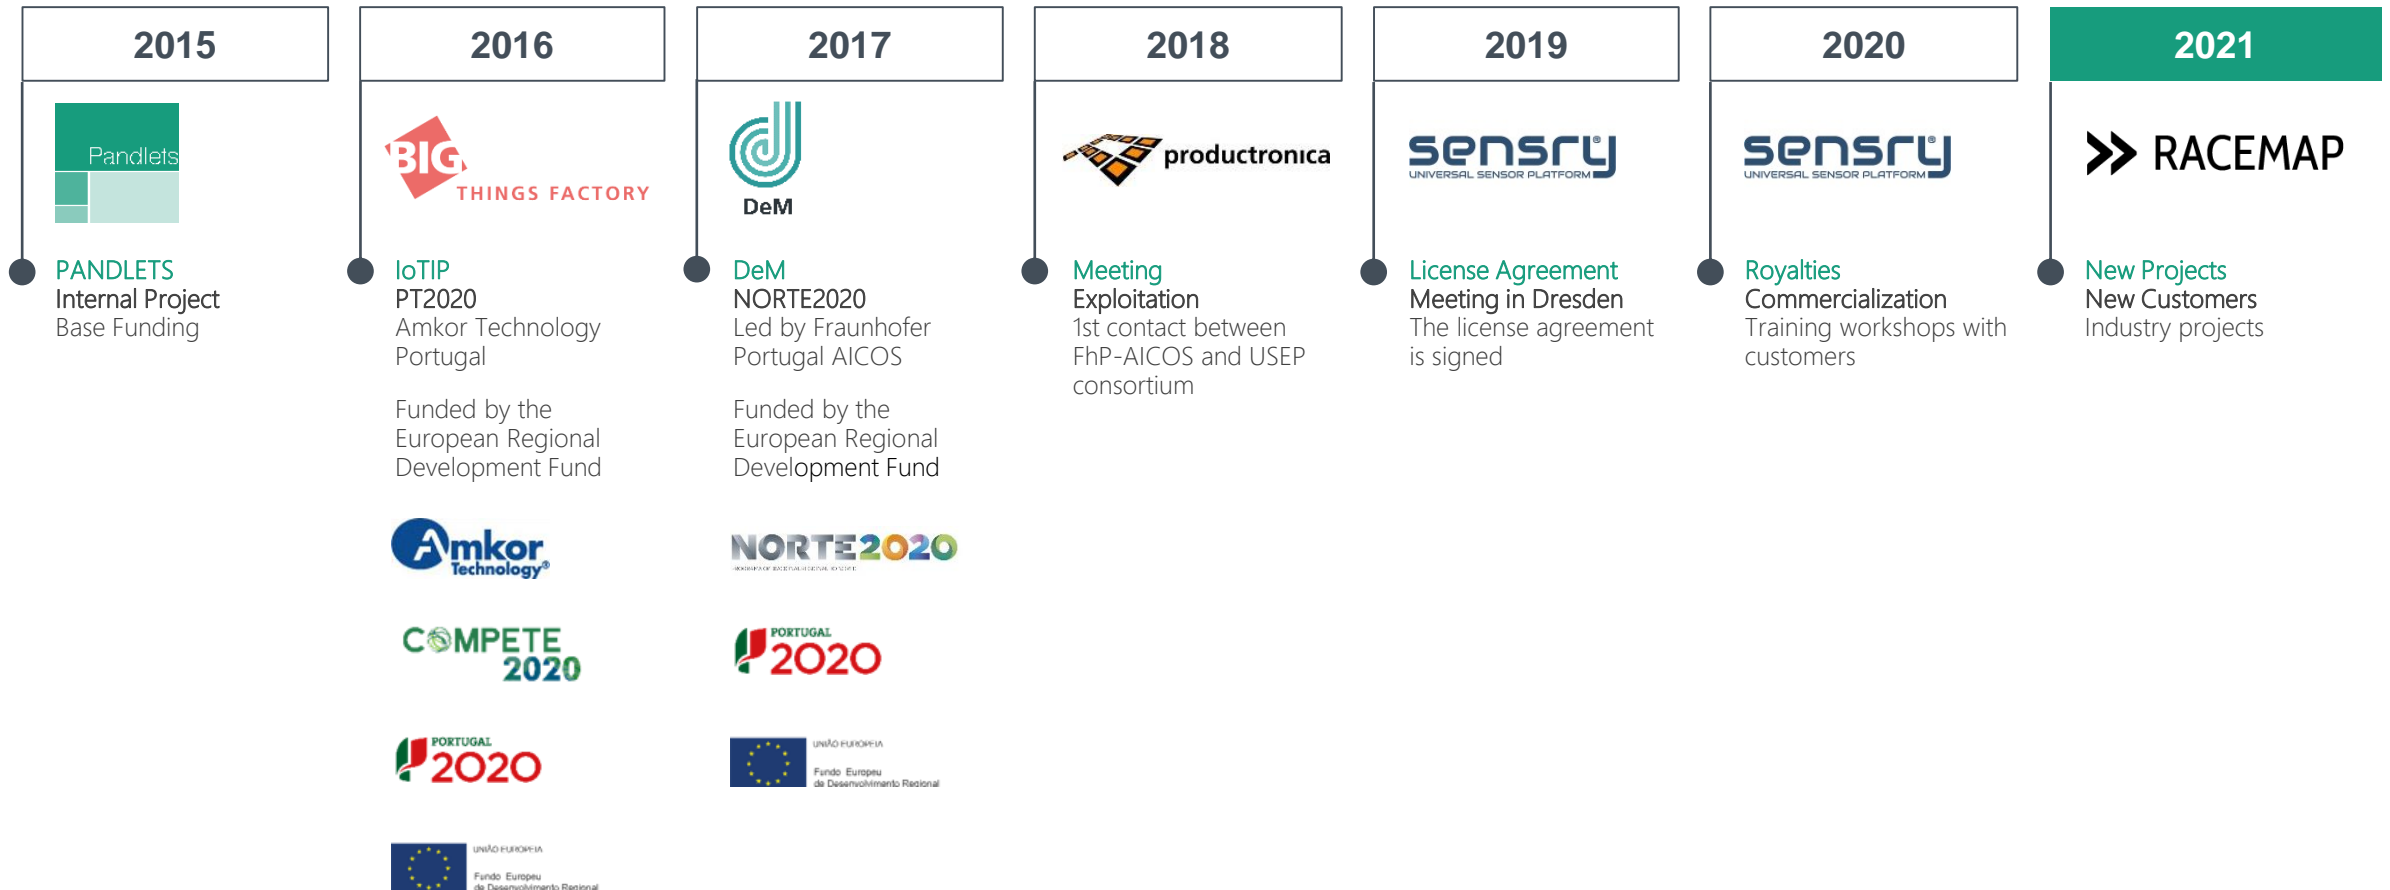 2015
Pandlets
PANDLETS
Internal Project
Base Funding
2016
BIG
THINGS FACTORY
IoTIP
PT2020
Amkor Technology
Portugal
Funded by the
European Regional
Development Fund
Amkor
Technology®
COMPETE
2020
PORTUGAL
2020
UNIÃO EUROPEIA
Fundo Europeu
de Desenvolvimento Regional
2017
DeM
DeM
NORTE2020
Led by Fraunhofer
Portugal AICOS
Funded by the
European Regional
Development Fund
NORTE2020
PORTUGAL
2020
UNIÃO EUROPEIA
Fundo Europeu
de Desenvolvimento Regional
2018
productronica
Meeting
Exploitation
1st contact between
FhP-AICOS and USEP
consortium
2019
sensry®
UNIVERSAL SENSOR PLATFORM
License Agreement
Meeting in Dresden
The license agreement
is signed
2020
sensry®
UNIVERSAL SENSOR PLATFORM
Royalties
Commercialization
Training workshops with
customers
2021
RACEMAP
New Projects
New Customers
Industry projects